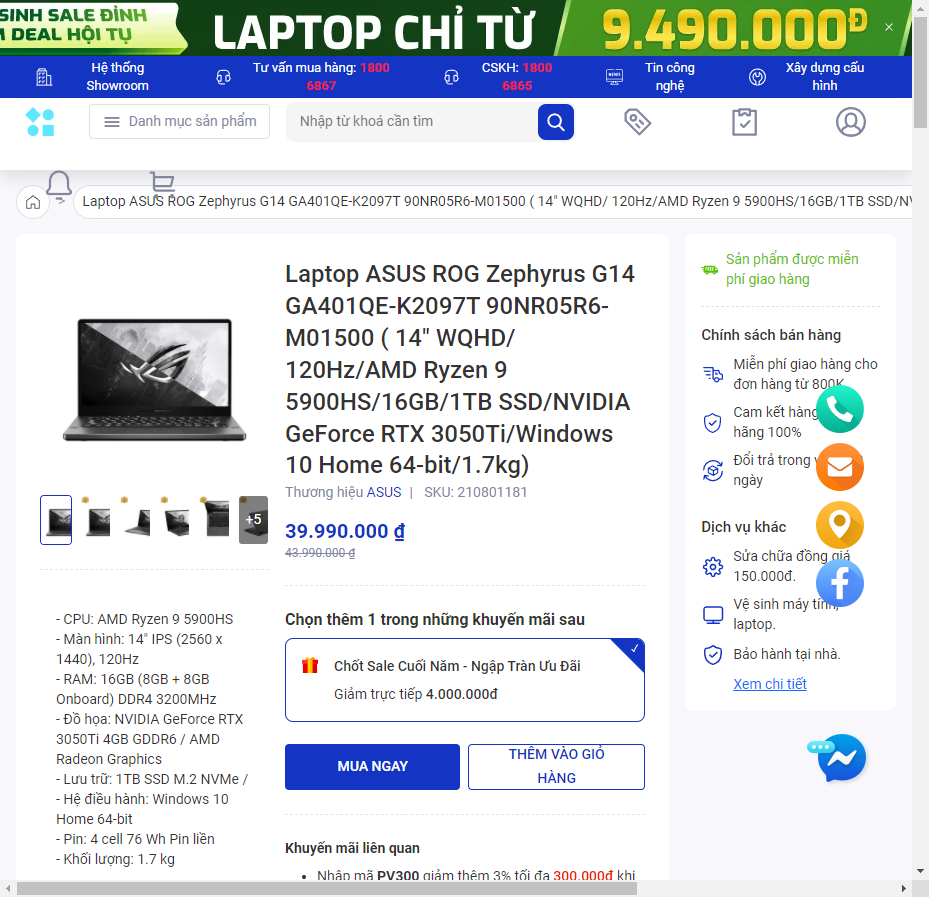 SINH SALE ĐỈNH
M DEAL HỘI TỤ
LAPTOP CHỈ TỪ
9.490.000Đ
Hệ thống
Showroom
Tư vấn mua hàng: 1800
6867
CSKH: 1800
6865
NEWS
Tin công
nghệ
Xây dựng cấu
hình
Danh mục sản phẩm
Nhập từ khoá cần tìm
Laptop ASUS ROG Zephyrus G14 GA401QE-K2097T 90NR05R6-M01500 ( 14" WQHD/ 120Hz/AMD Ryzen 9 5900HS/16GB/1TB SSD/NV
Laptop ASUS ROG Zephyrus G14
GA401QE-K2097T 90NR05R6-
M01500 ( 14" WQHD/
120Hz/AMD Ryzen 9
5900HS/16GB/1TB SSD/NVIDIA
GeForce RTX 3050Ti/Windows
10 Home 64-bit/1.7kg)
Thương hiệu ASUS | SKU: 210801181
39.990.000 ₫
43.990.000 ₫
+5
- CPU: AMD Ryzen 9 5900HS
- Màn hình: 14" IPS (2560 x
1440), 120Hz
- RAM: 16GB (8GB + 8GB
Onboard) DDR4 3200MHz
- Đồ họa: NVIDIA GeForce RTX
3050Ti 4GB GDDR6 / AMD
Radeon Graphics
- Lưu trữ: 1TB SSD M.2 NVMe /
- Hệ điều hành: Windows 10
Home 64-bit
- Pin: 4 cell 76 Wh Pin liền
- Khối lượng: 1.7 kg
Chọn thêm 1 trong những khuyến mãi sau
Chốt Sale Cuối Năm - Ngập Tràn Ưu Đãi
Giảm trực tiếp 4.000.000đ
MUA NGAY
THÊM VÀO GIỎ
HÀNG
Khuyến mãi liên quan
• Nhập mã PV300 giảm thêm 3% tối đa 300.000đ khi
FREE
Sản phẩm được miễn
phí giao hàng
Chính sách bán hàng
Miễn phí giao hàng cho
đơn hàng từ 800K
Cam kết hàng
hãng 100%
Đổi trả trong
ngày
Dịch vụ khác
Sửa chữa đồng giá
150.000đ.
Vệ sinh máy tính,
laptop.
Bảo hành tại nhà.
Xem chi tiết